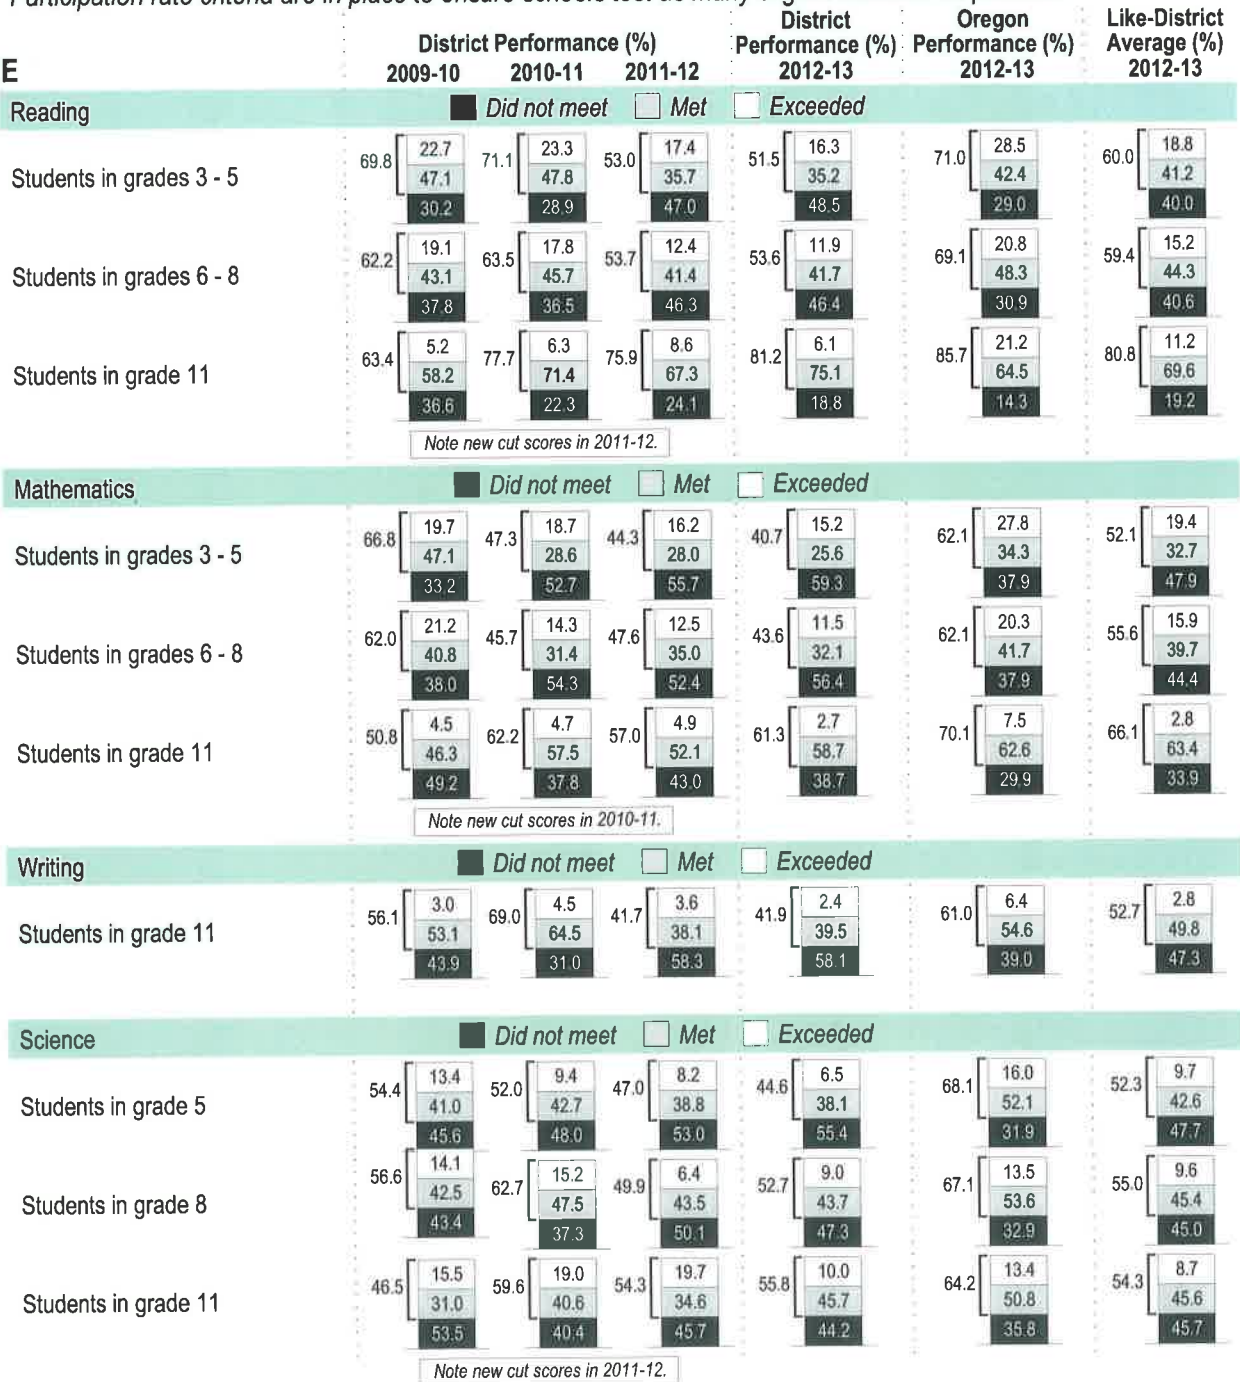 District Oregon Like-District
District Performance (%) Performance (%) Performance (%) Average (%)
E 2009-10 2010-11 2011-12 2012-13 2012-13 2012-13
Reading Did not meet Met Exceeded
22.7 23.3 17.4 16.3 28.5 18.8
Students in grades 3 - 5 69.8 47.1 71.1 47.8 53.0 35.7 51.5 35.2 71.0 42.4 60.0 41.2
30.2 28.9 47.0 48.5 29.0 40.0
19.1 17.8 12.4 11.9 20.8 15.2
Students in grades 6 - 8 62.2 43.1 63.5 45.7 53.7 41.4 53.6 41.7 69.1 48.3 59.4 44.3
37.8 36.5 46.3 46.4 30.9 40.6
5.2 6.3 8.6 6.1 21.2 11.2
Students in grade 11 63.4 58.2 77.7 71.4 75.9 67.3 81.2 75.1 85.7 64.5 80.8 69.6
36.6 22.3 24.1 18.8 14.3 19.2
Note new cut scores in 2011-12.
Mathematics Did not meet Met Exceeded
19.7 18.7 16.2 15.2 27.8 19.4
Students in grades 3 - 5 66.8 47.1 47.3 28.6 44.3 28.0 40.7 25.6 62.1 34.3 52.1 32.7
33.2 52.7 55.7 59.3 37.9 47.9
21.2 14.3 12.5 11.5 20.3 15.9
Students in grades 6 - 8 62.0 40.8 45.7 31.4 47.6 35.0 43.6 32.1 62.1 41.7 55.6 39.7
38.0 54.3 52.4 56.4 37.9 44.4
4.5 4.7 4.9 2.7 7.5 2.8
Students in grade 11 50.8 46.3 62.2 57.5 57.0 52.1 61.3 58.7 70.1 62.6 66.1 63.4
49.2 37.8 43.0 38.7 29.9 33.9
Note new cut scores in 2010-11.
Writing Did not meet Met Exceeded
3.0 4.5 3.6 2.4 6.4 2.8
Students in grade 11 56.1 53.1 69.0 64.5 41.7 38.1 41.9 39.5 61.0 54.6 52.7 49.8
43.9 31.0 58.3 58.1 39.0 47.3
Science Did not meet Met Exceeded
13.4 9.4 8.2 6.5 16.0 9.7
Students in grade 5 54.4 41.0 52.0 42.7 47.0 38.8 44.6 38.1 68.1 52.1 52.3 42.6
45.6 48.0 53.0 55.4 31.9 47.7
14.1 15.2 6.4 9.0 13.5 9.6
Students in grade 8 56.6 42.5 62.7 47.5 49.9 43.5 52.7 43.7 67.1 53.6 55.0 45.4
43.4 37.3 50.1 47.3 32.9 45.0
15.5 19.0 19.7 10.0 13.4 8.7
Students in grade 11 46.5 31.0 59.6 40.6 54.3 34.6 55.8 45.7 64.2 50.8 54.3 45.6
53.5 40.4 45.7 44.2 35.8 45.7
Note new cut scores in 2011-12.